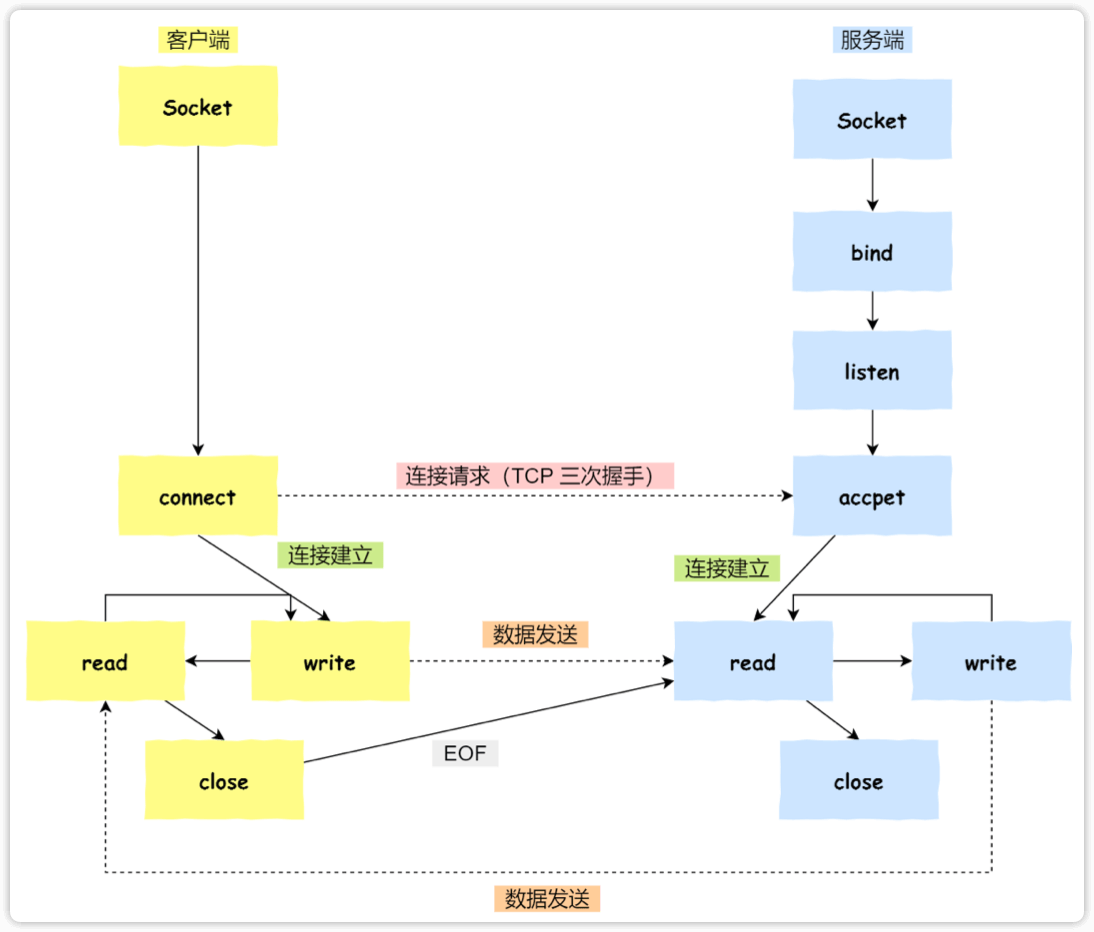 客户端
服务端
Socket
Socket
bind
listen
连接请求（TCP 三次握手）
connect
accpet
连接建立
连接建立
数据发送
read
write
read
write
EOF
close
close
数据发送